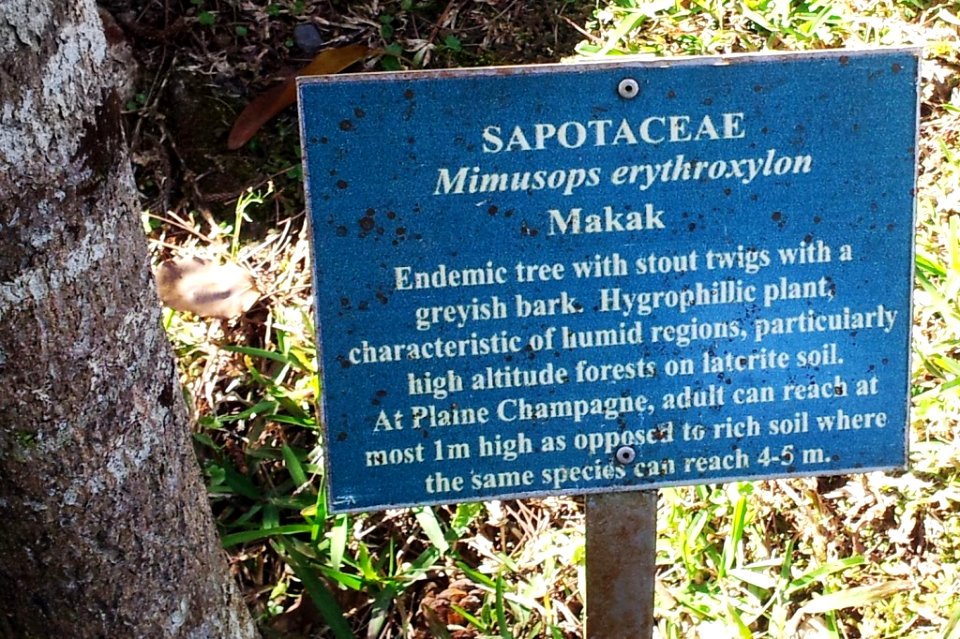 SAPOTACEAE
Mimusops erythroxylon
Makak
Endemic tree with stout twigs with a
greyish bark. Hygrophillic plant,
characteristic of humid regions, particularly
high altitude forests on laterite soil.
At Plaine Champagne, adult can reach at
most 1m high as opposed to rich soil where
the same species can reach 4-5 m.